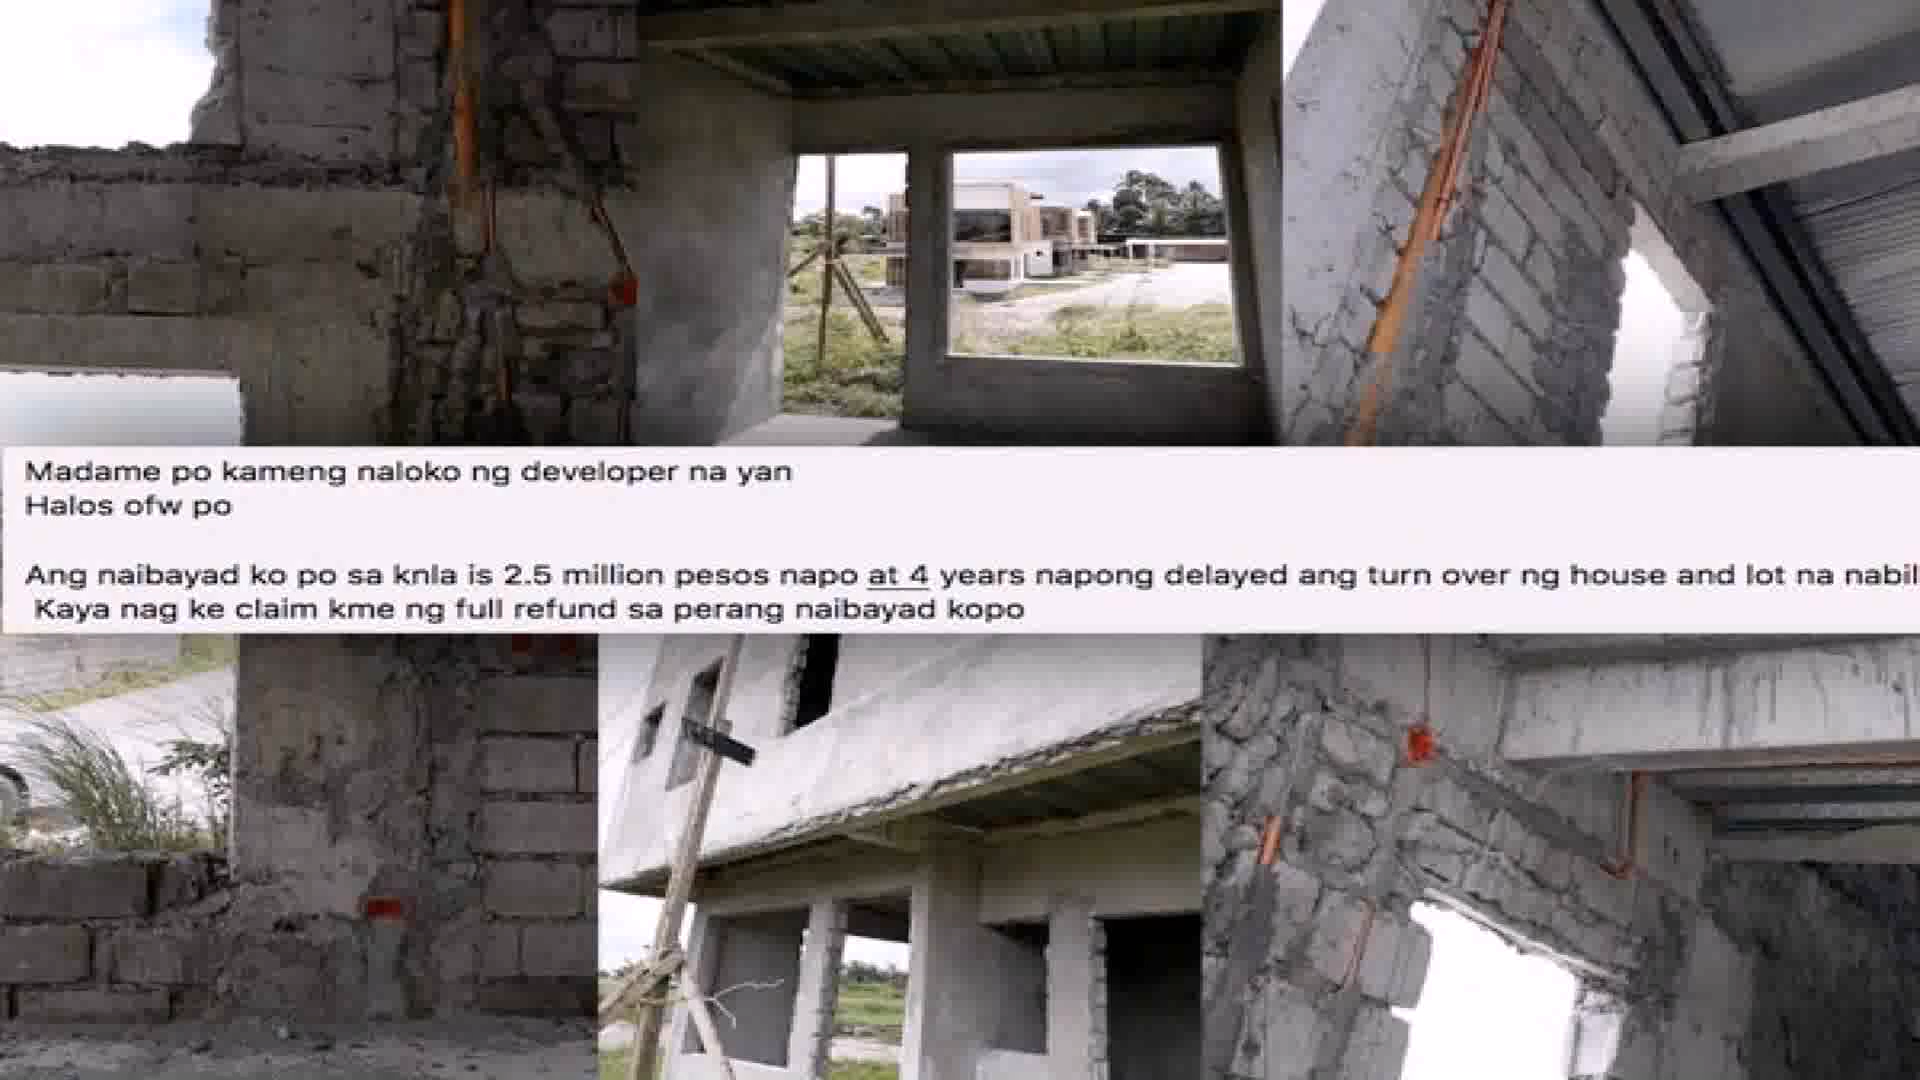 Madame po kameng naloko ng developer na yan
Halos ofw po
Ang naibayad ko po sa knla is 2.5 million pesos napo at 4 years napong delayed ang turn over ng house and lot na nabil
Kaya nag ke claim kme ng full refund sa perang naibayad kopo